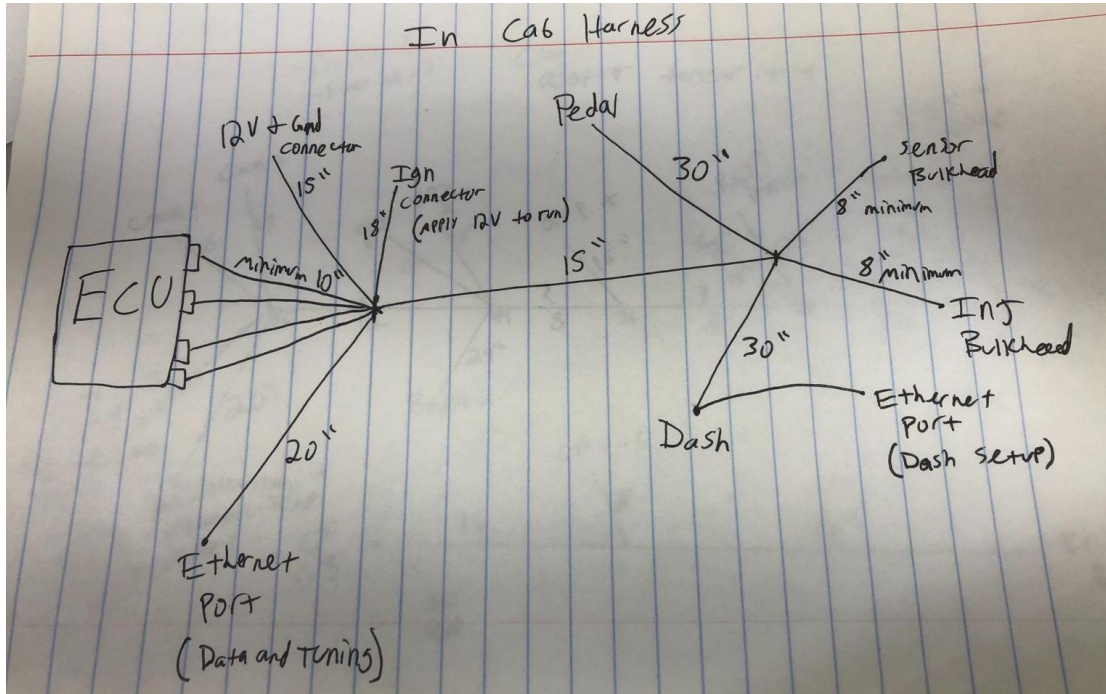 In Cab Harness
12V + Gnd
connector
15"
Ign
connector
(apply 12V to run)
18"
Pedal
30"
sensor
Bulkhead
8" minimum
ECU
minimum 10"
15"
8" minimum
Inj
Bulkhead
30"
Dash
Ethernet
Port
(Dash setup)
20"
Ethernet
Port
(Data and Tuning)